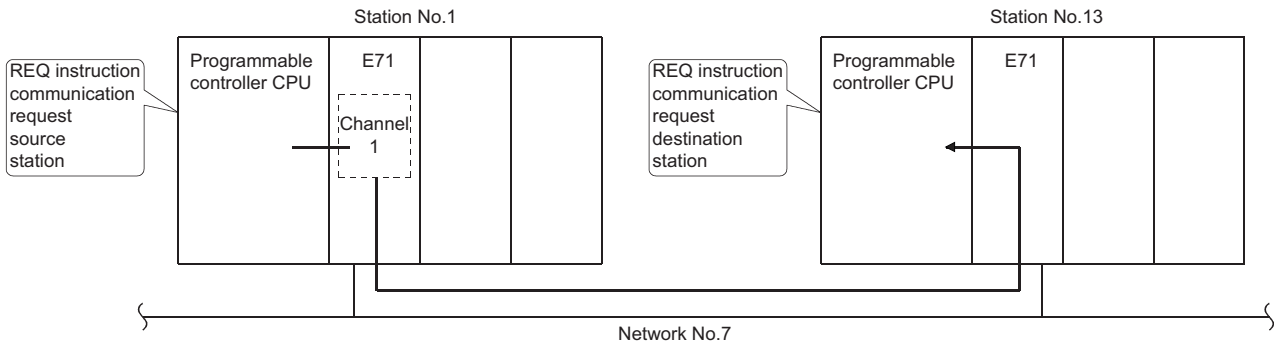 Station No.1
Station No.13
REQ instruction
communication
request
source
station
Programmable
controller CPU
E71
Channel
1
REQ instruction
communication
request
destination
station
Programmable
controller CPU
E71
Network No.7